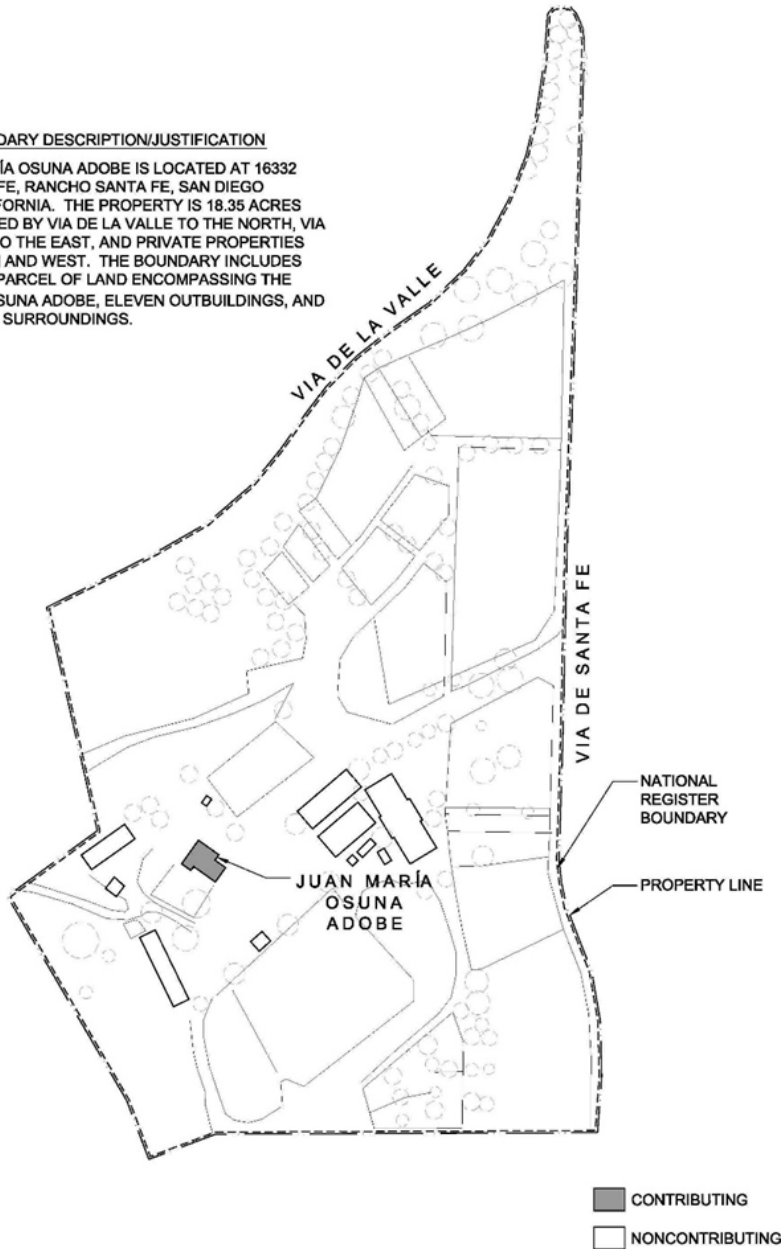 DARY DESCRIPTION/JUSTIFICATION
ÍA OSUNA ADOBE IS LOCATED AT 16332
FE, RANCHO SANTA FE, SAN DIEGO
FORNIA. THE PROPERTY IS 18.35 ACRES
ED BY VIA DE LA VALLE TO THE NORTH, VIA
O THE EAST, AND PRIVATE PROPERTIES
AND WEST. THE BOUNDARY INCLUDES
PARCEL OF LAND ENCOMPASSING THE
SUNA ADOBE, ELEVEN OUTBUILDINGS, AND
SURROUNDINGS.
VIA DE LA VALLE
VIA DE SANTA FE
NATIONAL
REGISTER
BOUNDARY
PROPERTY LINE
JUAN MARÍA
OSUNA
ADOBE
CONTRIBUTING
NONCONTRIBUTING